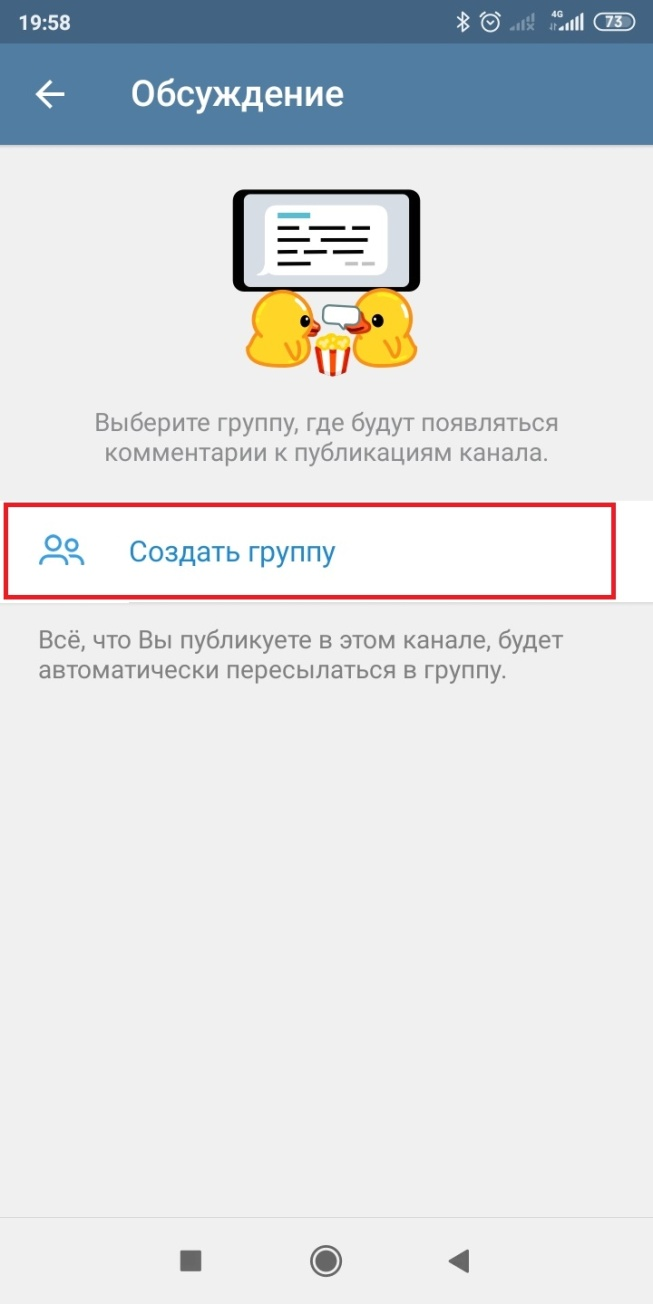 19:58
4G
73
Обсуждение
Выберите группу, где будут появляться
комментарии к публикациям канала.
Создать группу
Всё, что Вы публикуете в этом канале, будет
автоматически пересылаться в группу.